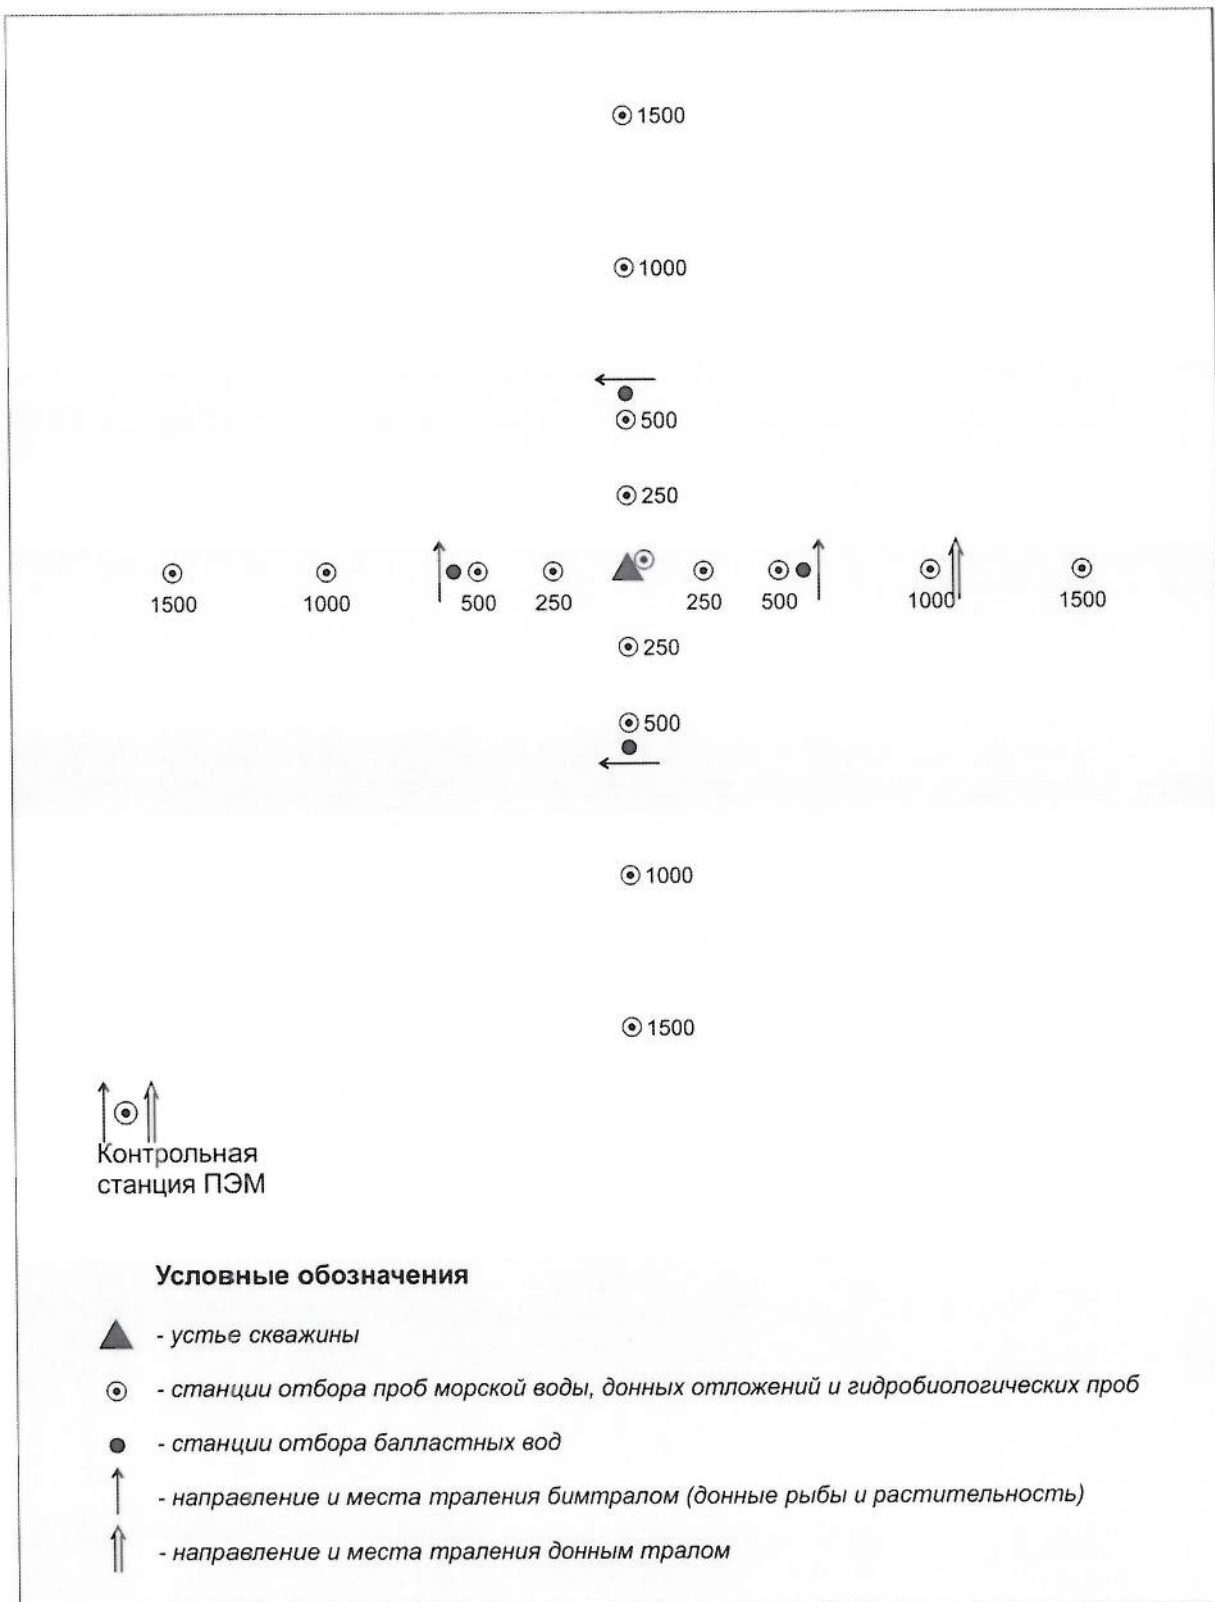 1500
1000
500
250
1500
1000
500
250
250
500
1000
1500
250
500
1000
1500
Контрольная
станция ПЭМ
Условные обозначения
- устье скважины
- станции отбора проб морской воды, донных отложений и гидробиологических проб
- станции отбора балластных вод
- направление и места траления бимтралом (донные рыбы и растительность)
- направление и места траления донным тралом